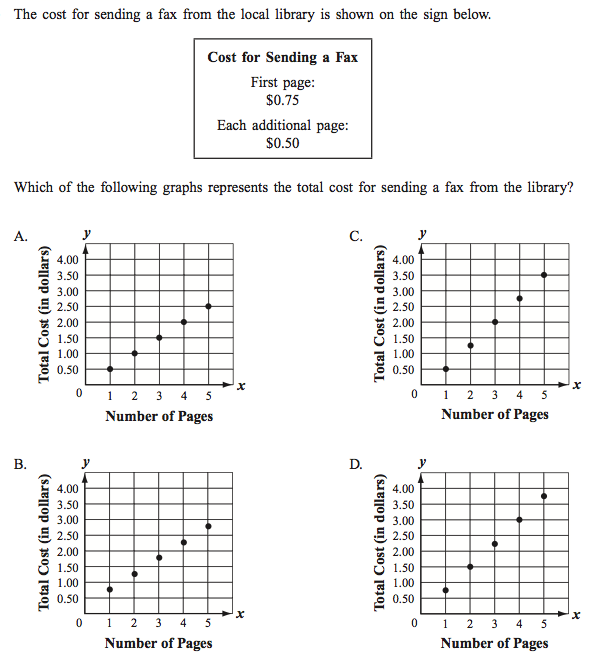 The cost for sending a fax from the local library is shown on the sign below.
Cost for Sending a Fax
First page:
$0.75
Each additional page:
$0.50
Which of the following graphs represents the total cost for sending a fax from the library?
A.
y
Total Cost (in dollars)
4.00
3.50
3.00
2.50
2.00
1.50
1.00
0.50
0 1 2 3 4 5 x
Number of Pages
B.
y
Total Cost (in dollars)
4.00
3.50
3.00
2.50
2.00
1.50
1.00
0.50
0 1 2 3 4 5 x
Number of Pages
C.
y
Total Cost (in dollars)
4.00
3.50
3.00
2.50
2.00
1.50
1.00
0.50
0 1 2 3 4 5 x
Number of Pages
D.
y
Total Cost (in dollars)
4.00
3.50
3.00
2.50
2.00
1.50
1.00
0.50
0 1 2 3 4 5 x
Number of Pages